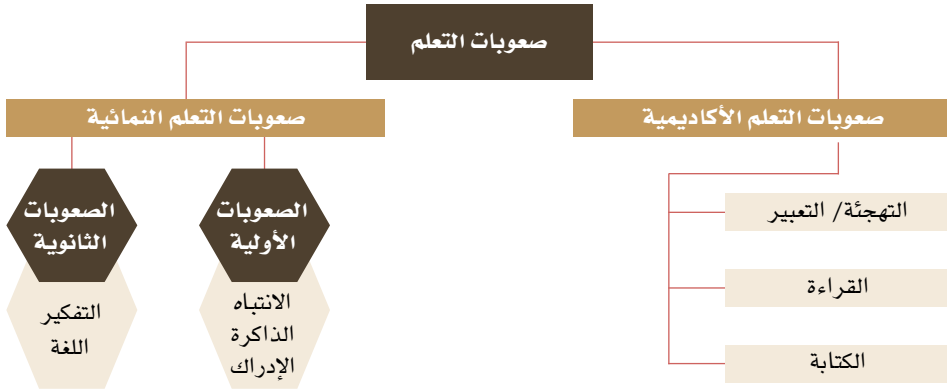 صعوبات التعلم
صعوبات التعلم الأكاديمية
التهجئة/ التعبير
القراءة
الكتابة
صعوبات التعلم النمائية
الصعوبات
الأولية
الانتباه
الذاكرة
الإدراك
الصعوبات
الثانوية
التفكير
اللغة